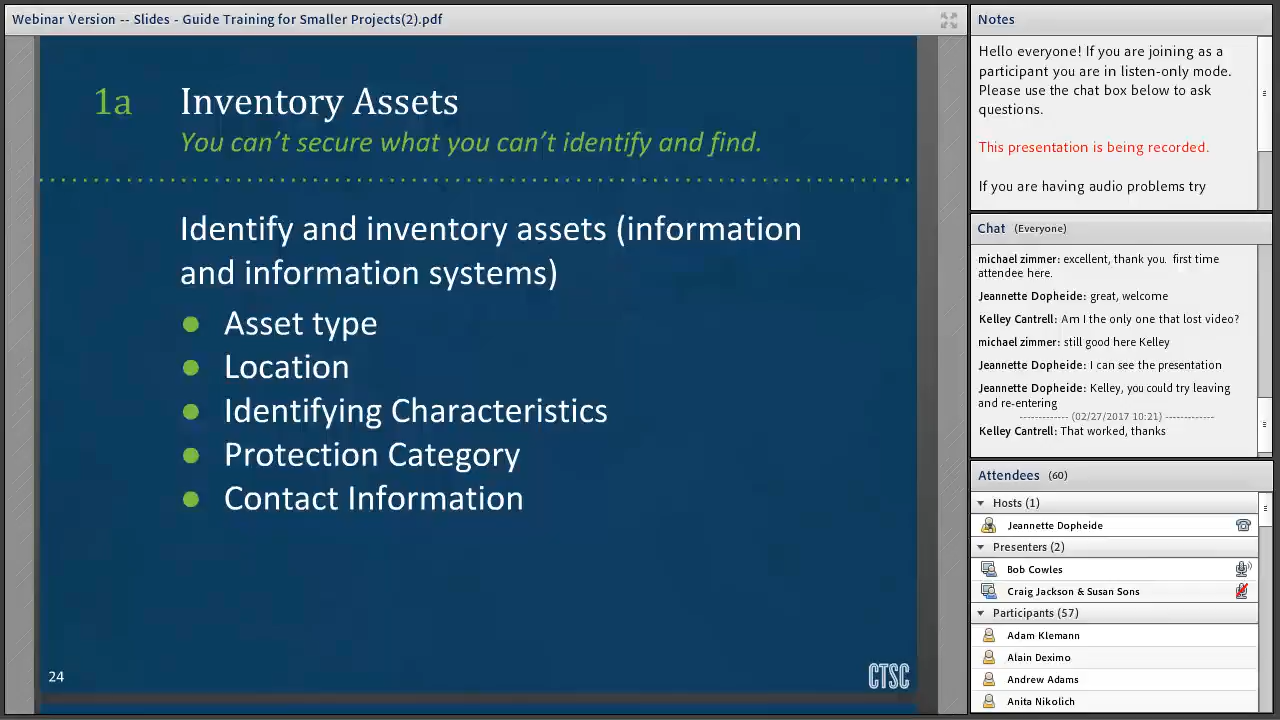 Webinar Version -- Slides - Guide Training for Smaller Projects(2).pdf
1a Inventory Assets
You can't secure what you can't identify and find.
Identify and inventory assets (information
and information systems)
Asset type
Location
Identifying Characteristics
Protection Category
Contact Information
24
CTSC
Notes
Hello everyone! If you are joining as a
participant you are in listen-only mode.
Please use the chat box below to ask
questions.
This presentation is being recorded.
If you are having audio problems try
Chat (Everyone)
michael zimmer: excellent, thank you. first time
attendee here.
Jeannette Dopheide: great, welcome
Kelley Cantrell: Am I the only one that lost video?
michael zimmer: still good here Kelley
Jeannette Dopheide: I can see the presentation
Jeannette Dopheide: Kelley, you could try leaving
and re-entering
------------- (02/27/2017 10:21) -------------
Kelley Cantrell: That worked, thanks
Attendees (60)
Hosts (1)
Jeannette Dopheide
Presenters (2)
Bob Cowles
Craig Jackson & Susan Sons
Participants (57)
Adam Klemann
Alain Deximo
Andrew Adams
Anita Nikolich